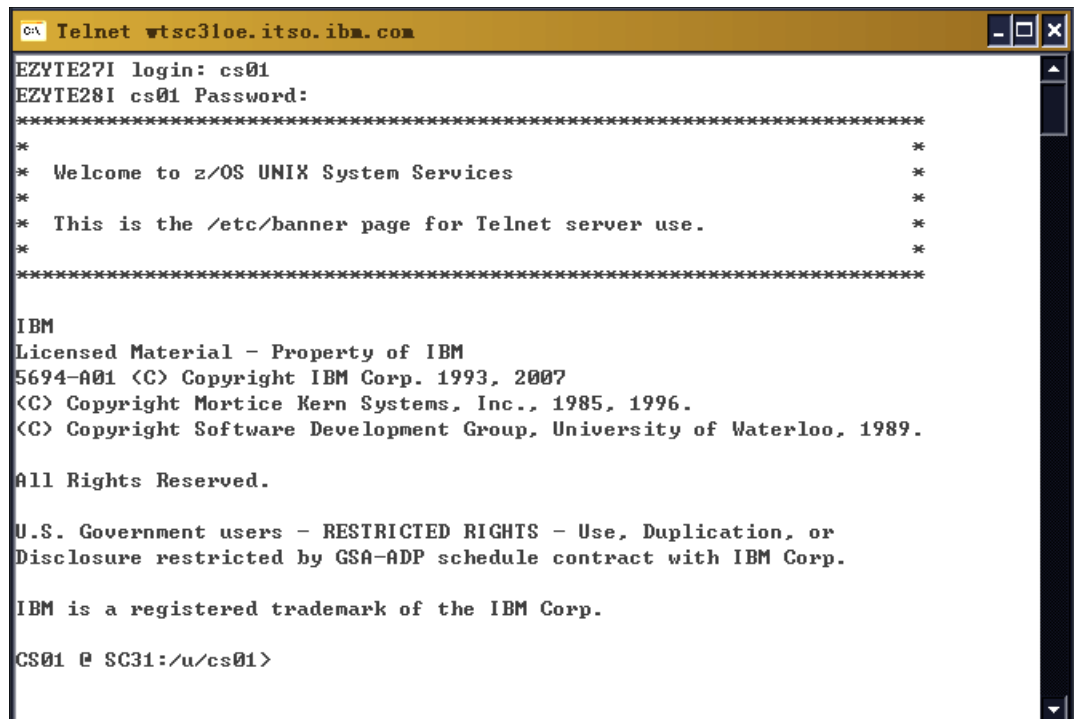 Telnet wtsc31oe.itso.ibm.com
EZYTE27I login: cs01
EZYTE28I cs01 Password:
***********************************************************************
*                                                                     *
*  Welcome to z/OS UNIX System Services                               *
*                                                                     *
*  This is the /etc/banner page for Telnet server use.                *
*                                                                     *
***********************************************************************
IBM
Licensed Material - Property of IBM
5694-A01 (C) Copyright IBM Corp. 1993, 2007
(C) Copyright Mortice Kern Systems, Inc., 1985, 1996.
(C) Copyright Software Development Group, University of Waterloo, 1989.
All Rights Reserved.
U.S. Government users - RESTRICTED RIGHTS - Use, Duplication, or
Disclosure restricted by GSA-ADP schedule contract with IBM Corp.
IBM is a registered trademark of the IBM Corp.
CS01 @ SC31:/u/cs01>